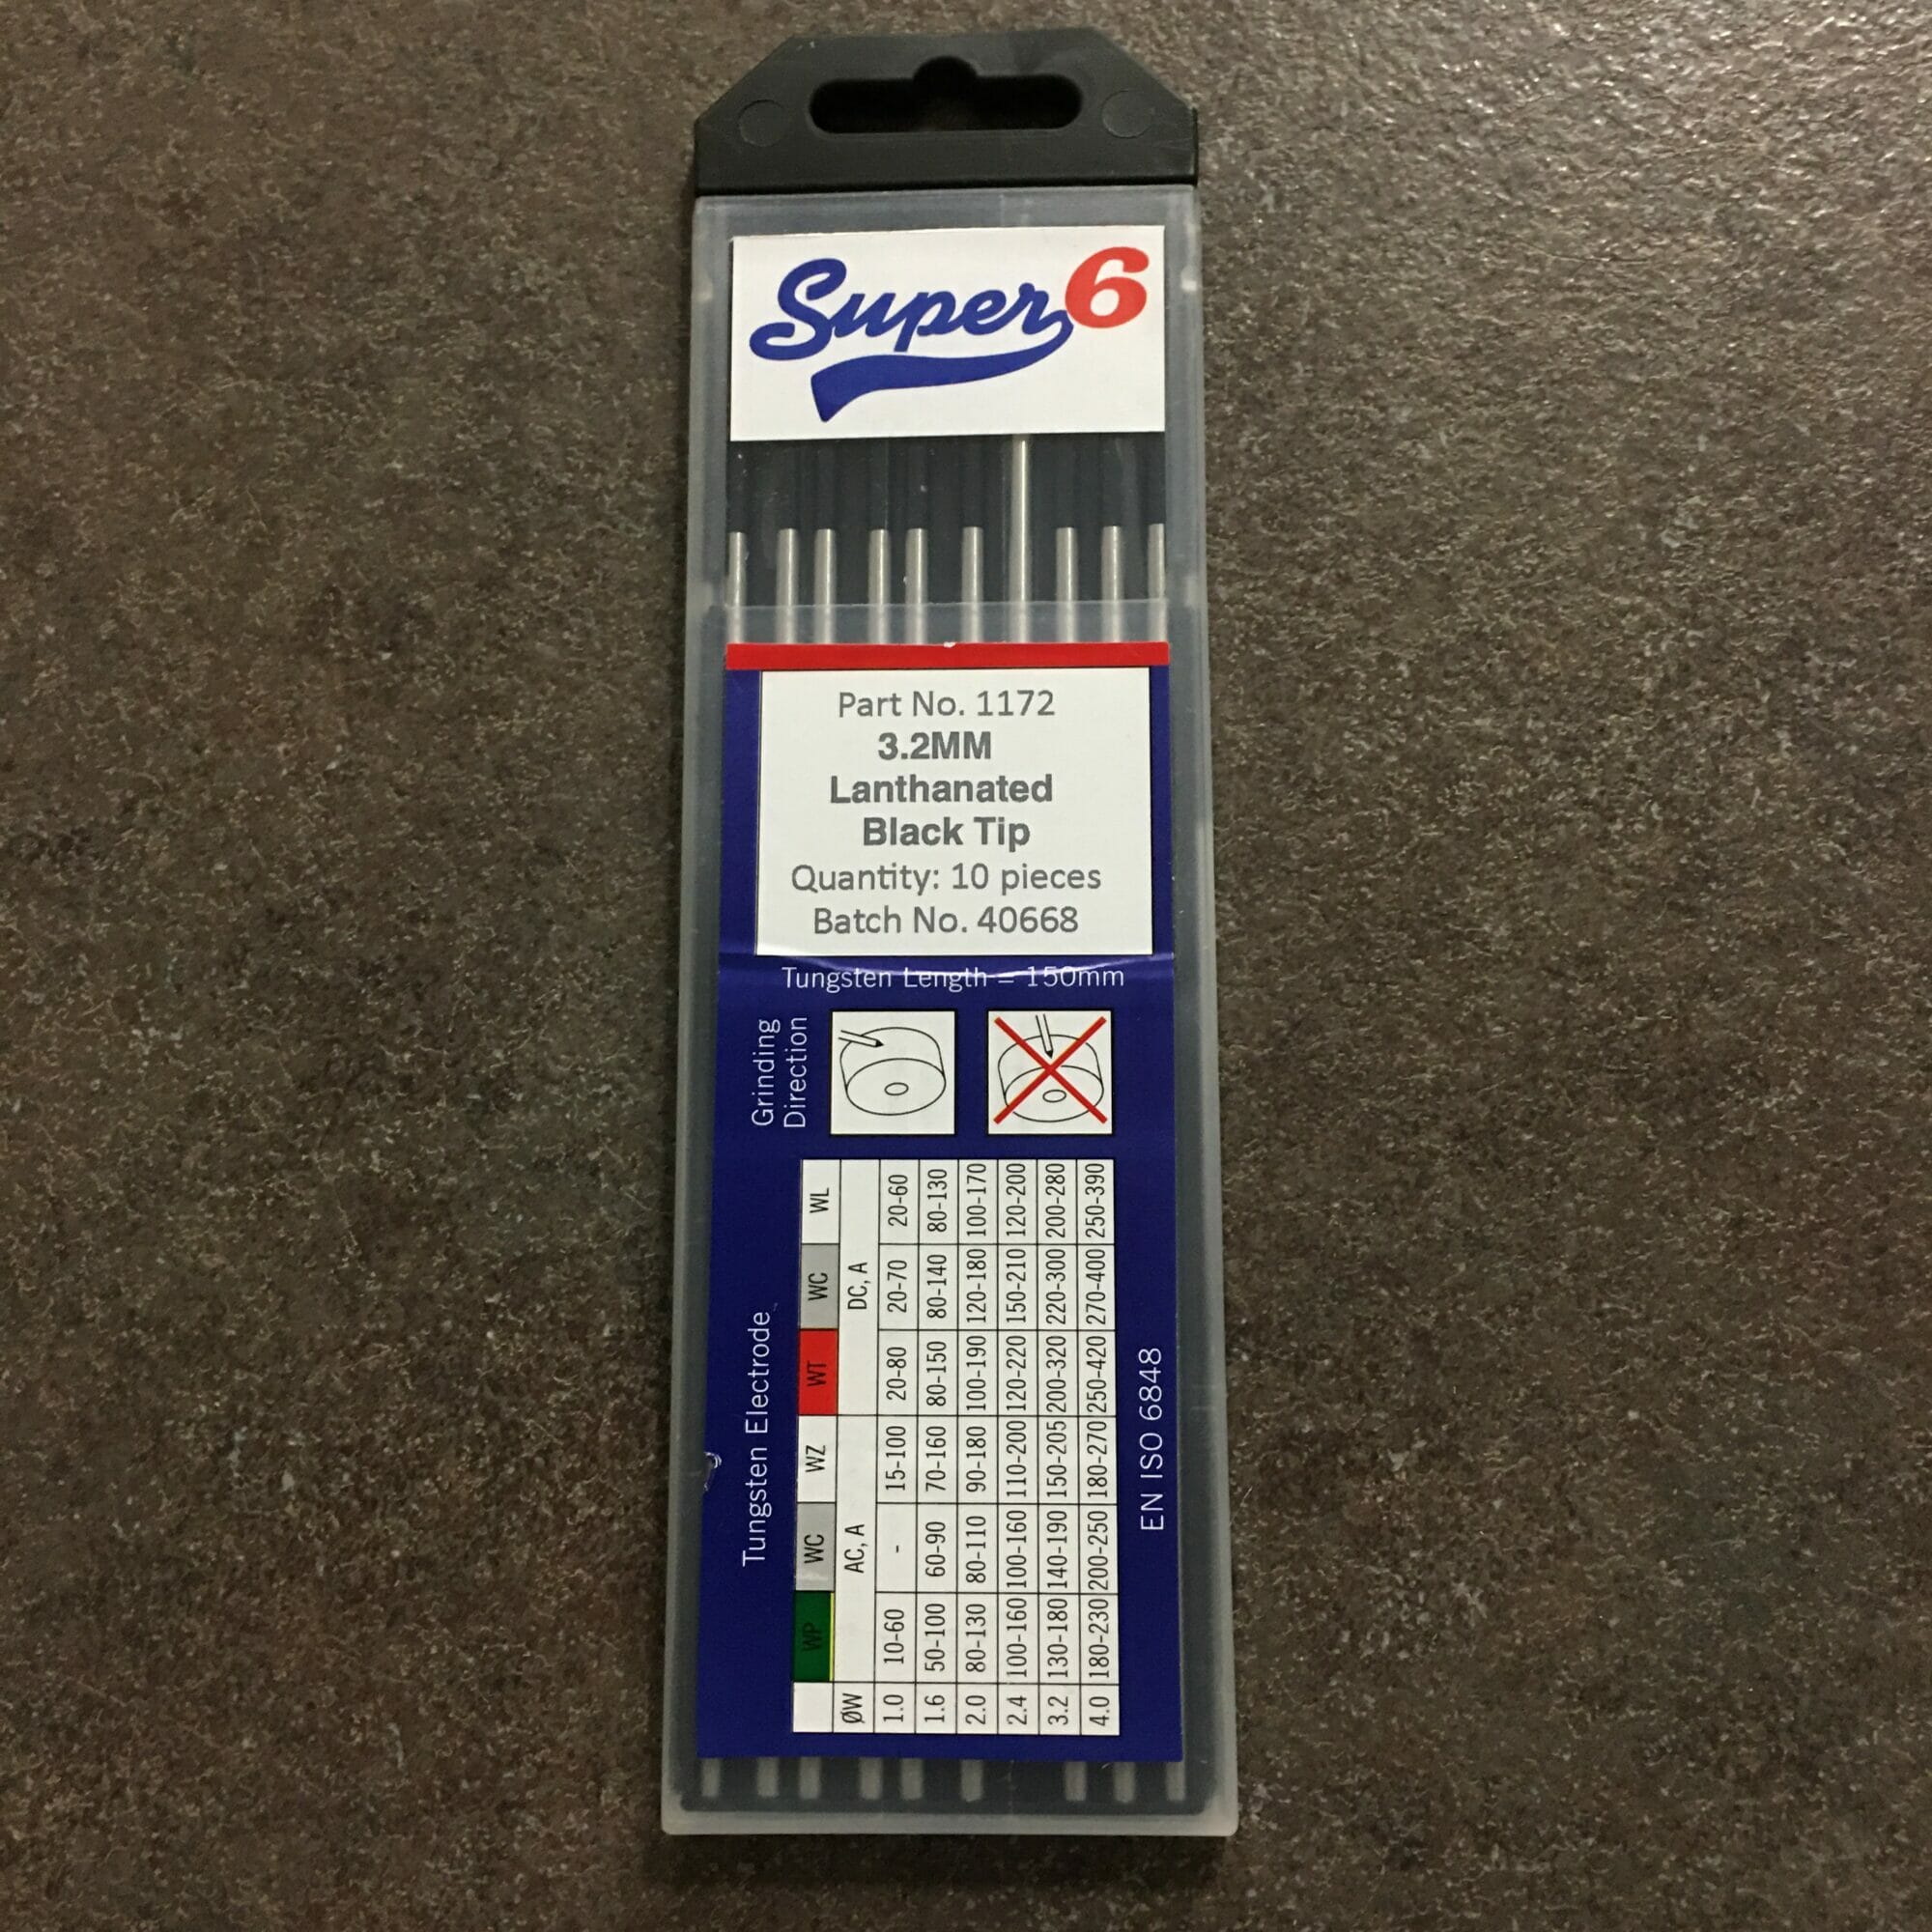 Super6
Part No. 1172
3.2MM
Lanthanated
Black Tip
Quantity: 10 pieces
Batch No. 40668
Tungsten Length = 150mm
Grinding
Direction
Tungsten Electrode
WP WC WZ WT WC WL
ØW AC, A DC, A
1.0 10-60 - 15-100 20-80 20-70 20-60
1.6 50-100 60-90 70-160 80-150 80-140 80-130
2.0 80-130 80-110 90-180 100-190 120-180 100-170
2.4 100-160 100-160 110-200 120-220 150-210 120-200
3.2 130-180 140-190 150-205 200-320 220-300 200-280
4.0 180-230 200-250 180-270 250-420 270-400 250-390
EN ISO 6848